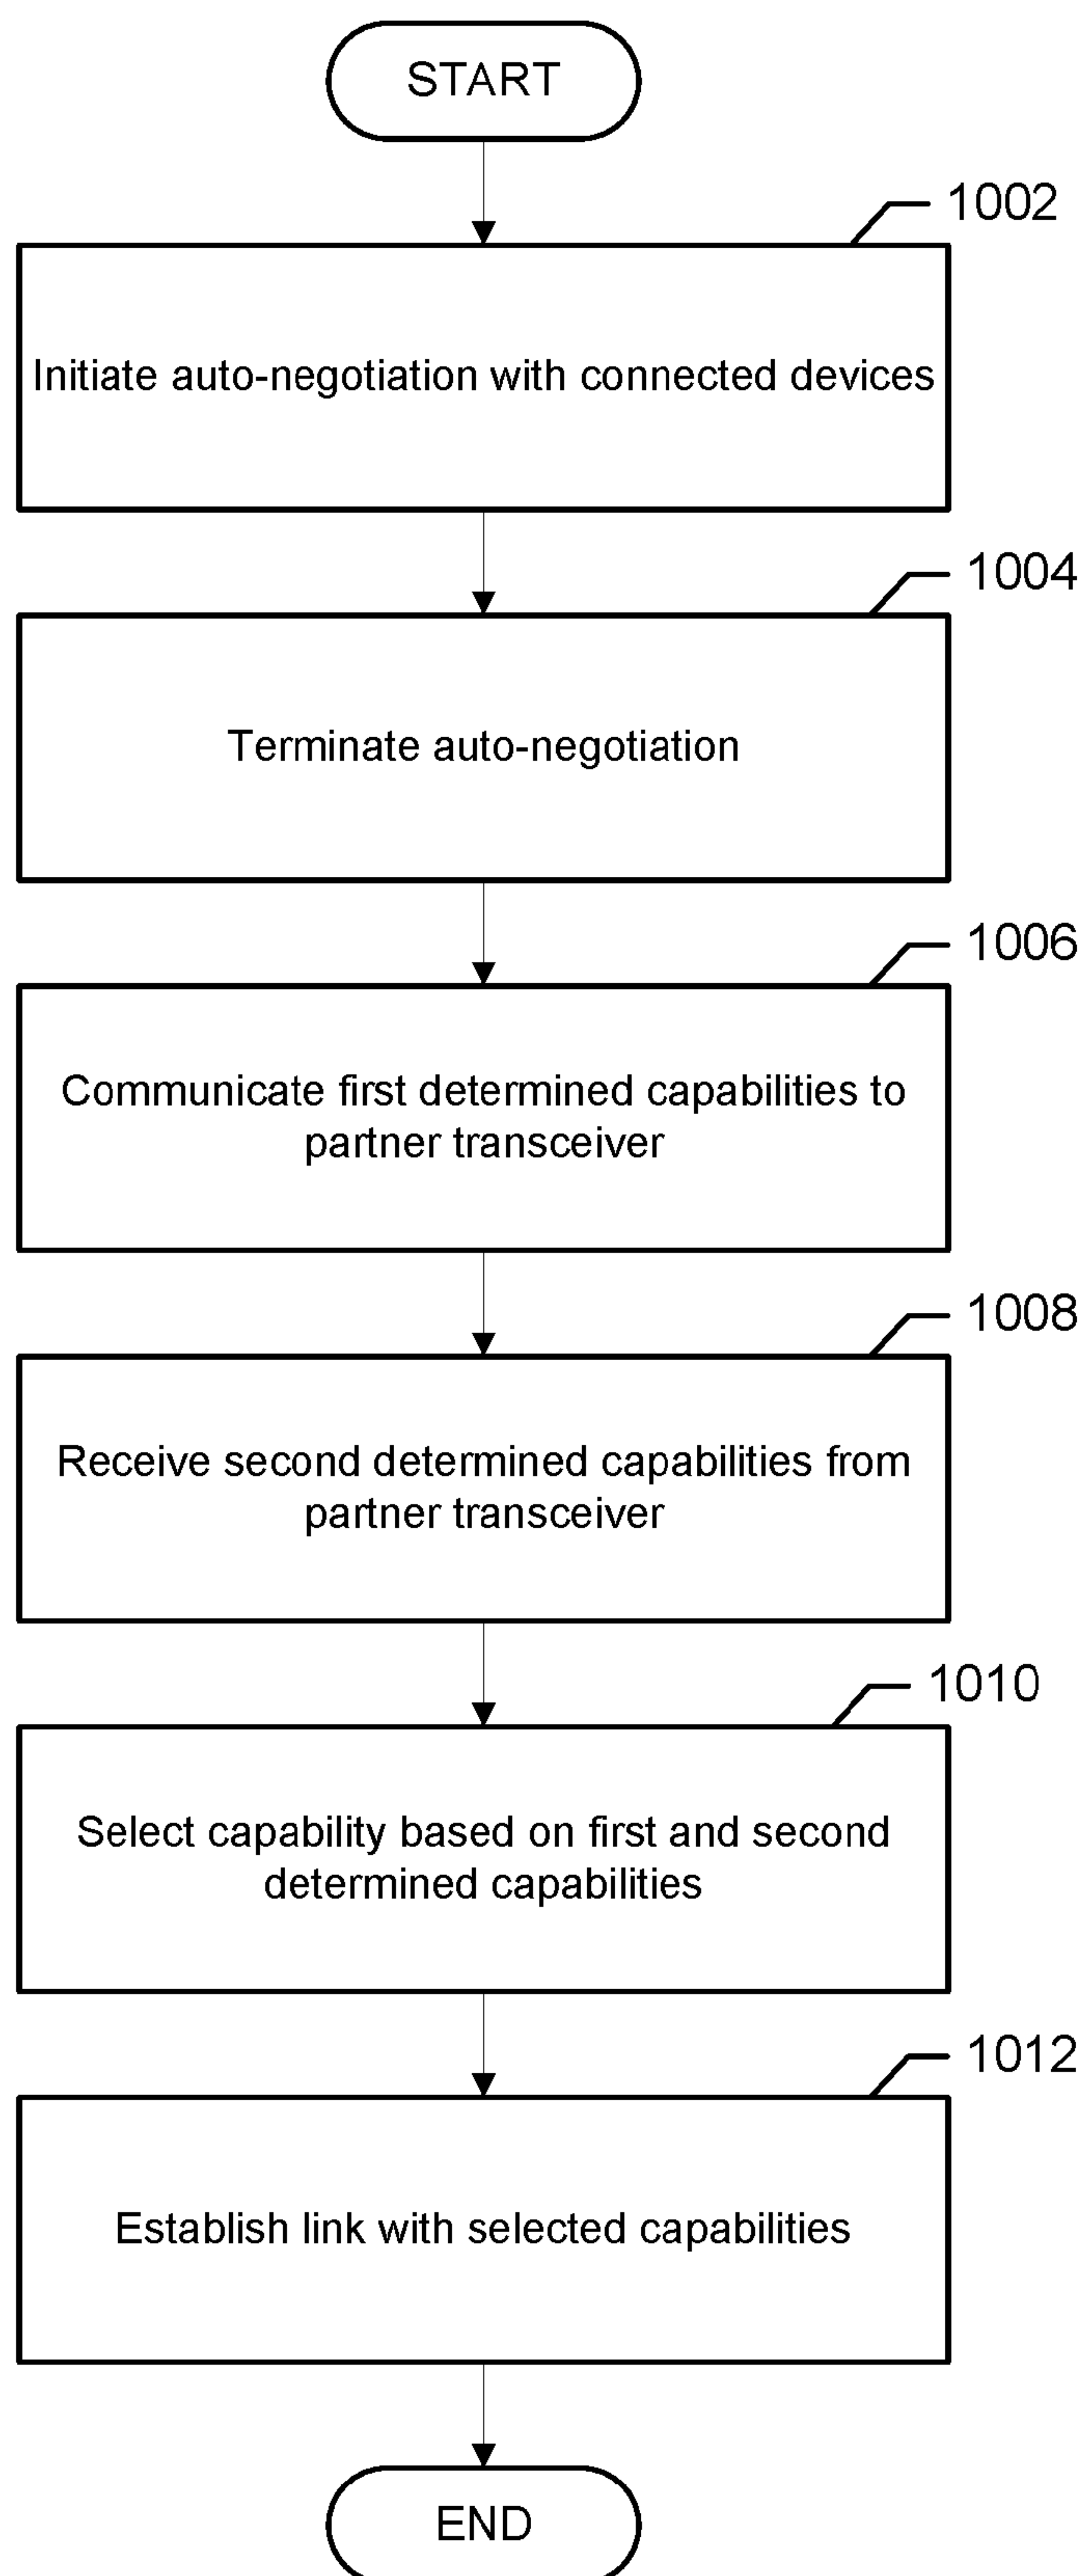 START
1002
Initiate auto-negotiation with connected devices
1004
Terminate auto-negotiation
1006
Communicate first determined capabilities to
partner transceiver
1008
Receive second determined capabilities from
partner transceiver
1010
Select capability based on first and second
determined capabilities
1012
Establish link with selected capabilities
END